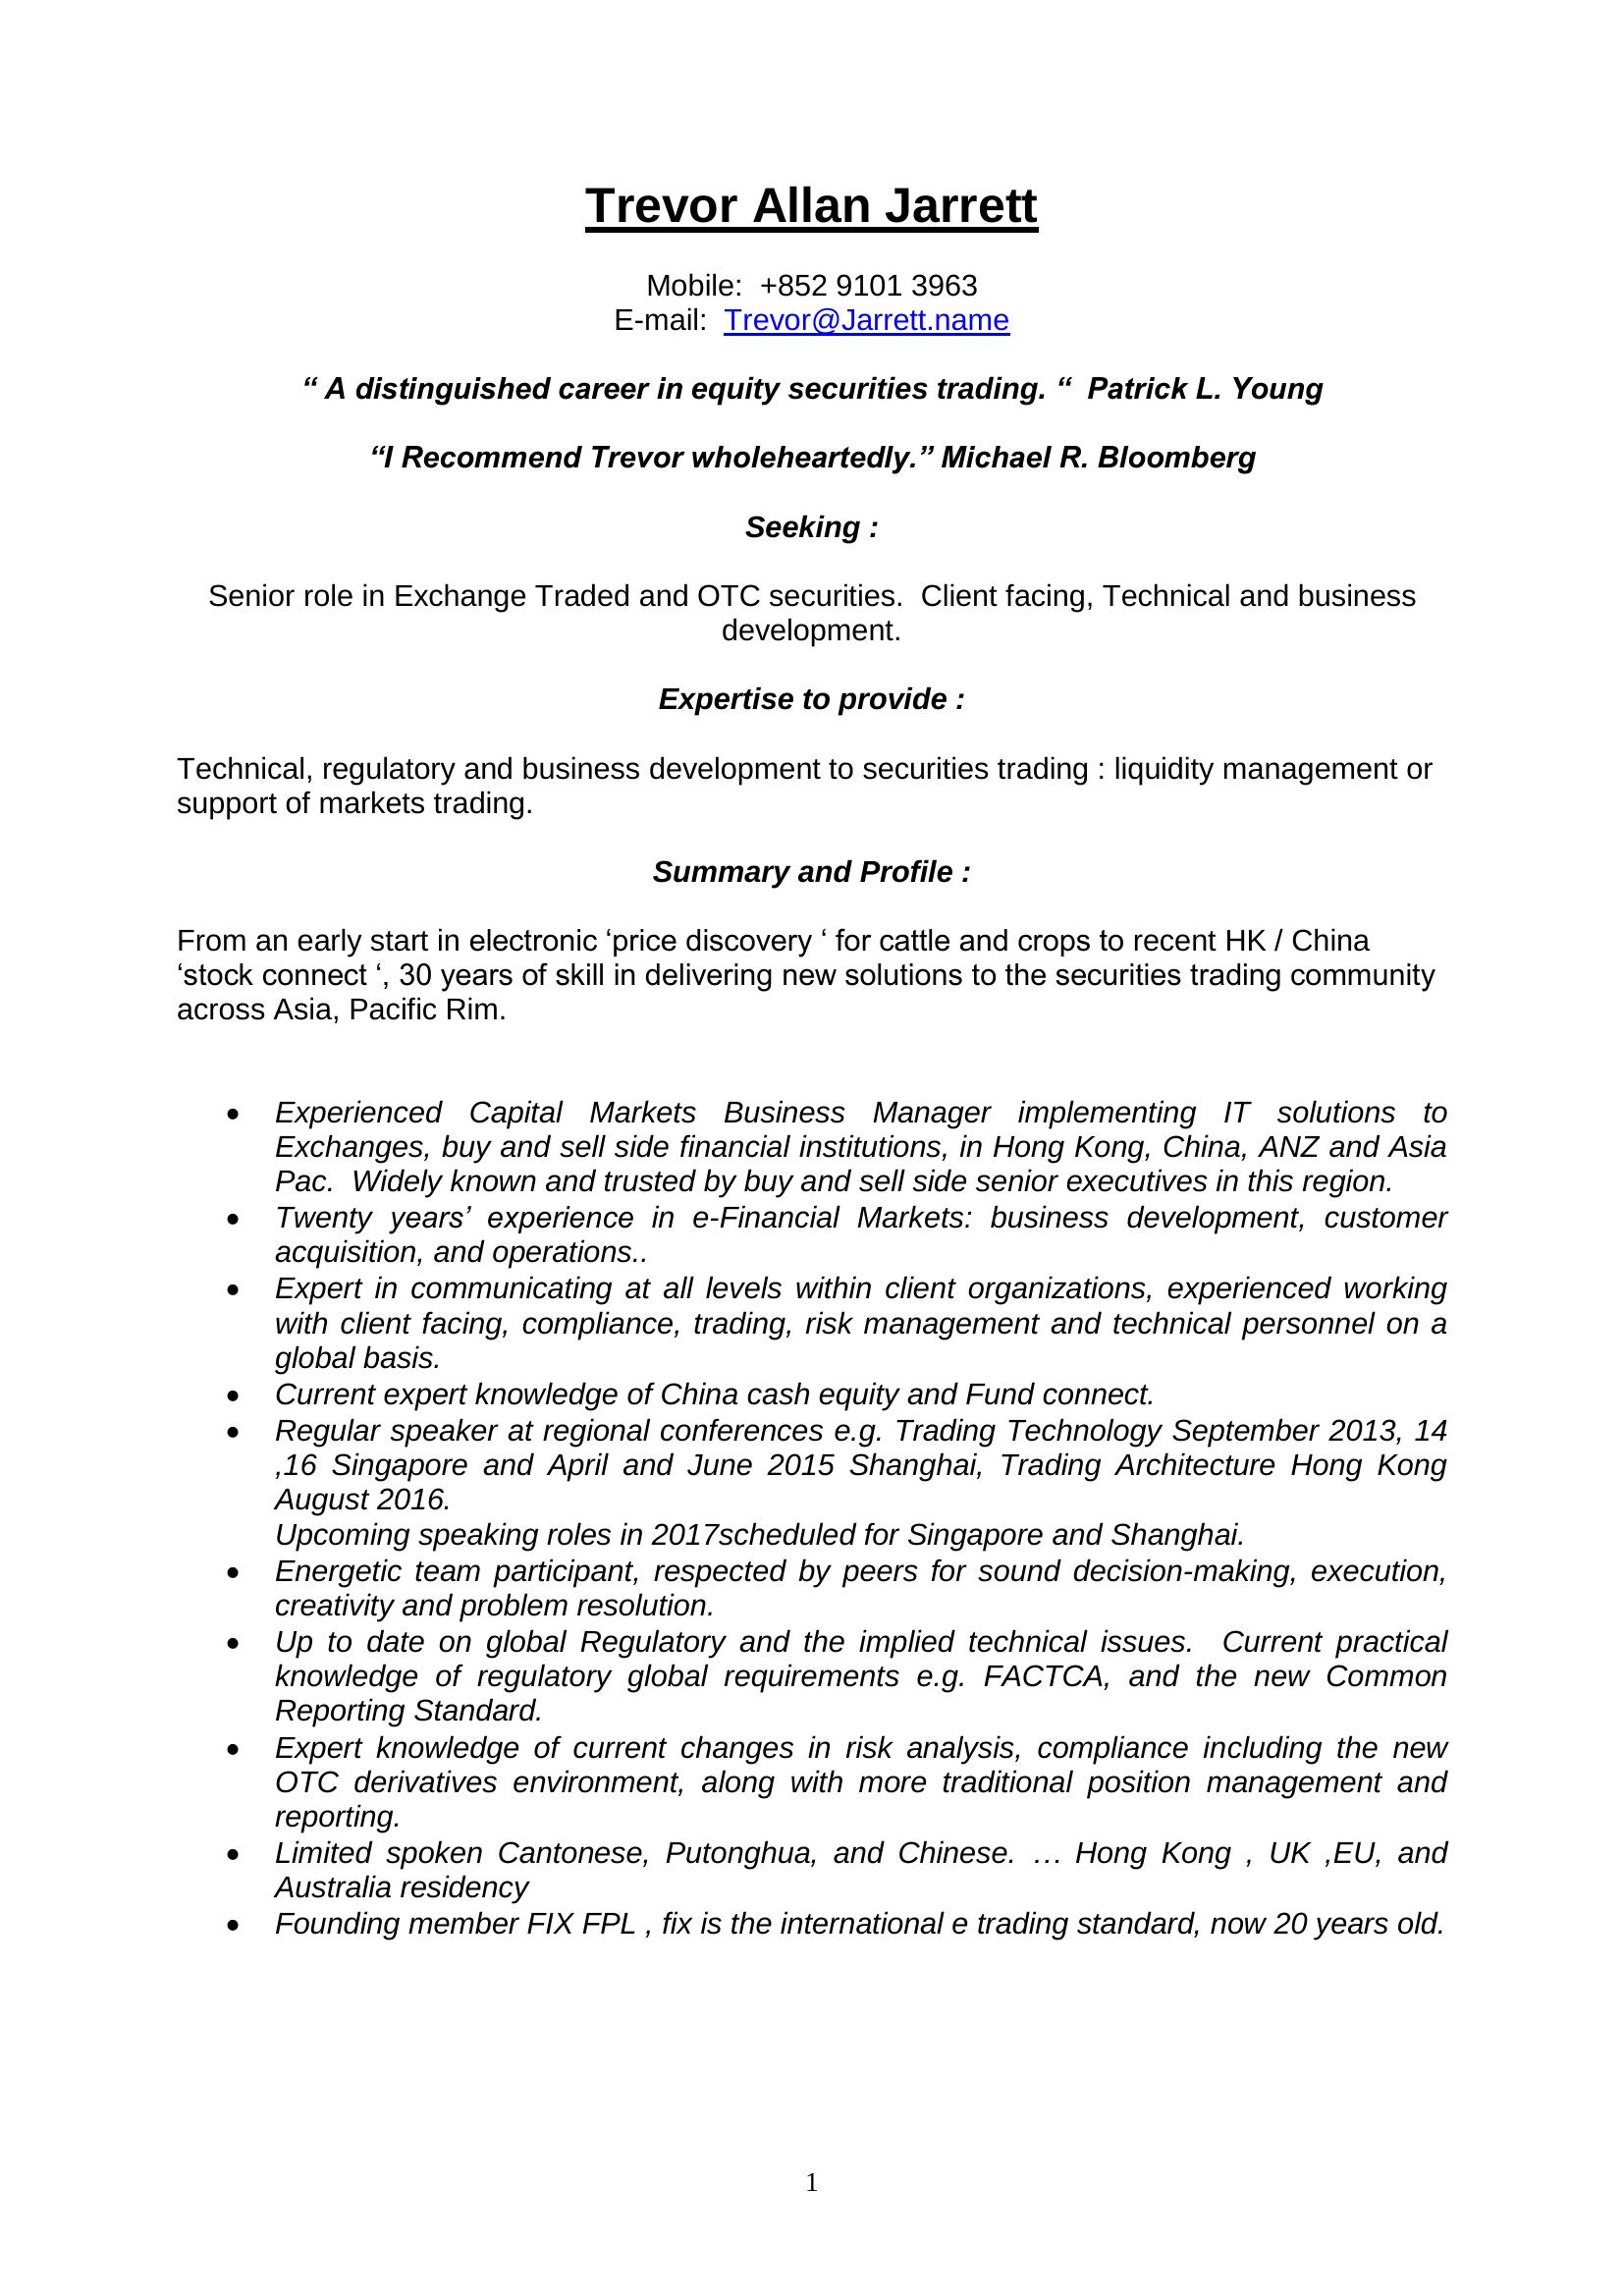 Trevor Allan Jarrett
Mobile:  +852 9101 3963
E-mail:  Trevor@Jarrett.name
“ A distinguished career in equity securities trading. “  Patrick L. Young
“I Recommend Trevor wholeheartedly.” Michael R. Bloomberg
Seeking :
Senior role in Exchange Traded and OTC securities.  Client facing, Technical and business
development.
Expertise to provide :
Technical, regulatory and business development to securities trading : liquidity management or
support of markets trading.
Summary and Profile :
From an early start in electronic ‘price discovery ‘ for cattle and crops to recent HK / China
‘stock connect ‘, 30 years of skill in delivering new solutions to the securities trading community
across Asia, Pacific Rim.
• Experienced Capital Markets Business Manager implementing IT solutions to
Exchanges, buy and sell side financial institutions, in Hong Kong, China, ANZ and Asia
Pac.  Widely known and trusted by buy and sell side senior executives in this region.
• Twenty years’ experience in e-Financial Markets: business development, customer
acquisition, and operations..
• Expert in communicating at all levels within client organizations, experienced working
with client facing, compliance, trading, risk management and technical personnel on a
global basis.
• Current expert knowledge of China cash equity and Fund connect.
• Regular speaker at regional conferences e.g. Trading Technology September 2013, 14
,16 Singapore and April and June 2015 Shanghai, Trading Architecture Hong Kong
August 2016.
Upcoming speaking roles in 2017scheduled for Singapore and Shanghai.
• Energetic team participant, respected by peers for sound decision-making, execution,
creativity and problem resolution.
• Up to date on global Regulatory and the implied technical issues.  Current practical
knowledge of regulatory global requirements e.g. FACTCA, and the new Common
Reporting Standard.
• Expert knowledge of current changes in risk analysis, compliance including the new
OTC derivatives environment, along with more traditional position management and
reporting.
• Limited spoken Cantonese, Putonghua, and Chinese. … Hong Kong , UK ,EU, and
Australia residency
• Founding member FIX FPL , fix is the international e trading standard, now 20 years old.
1